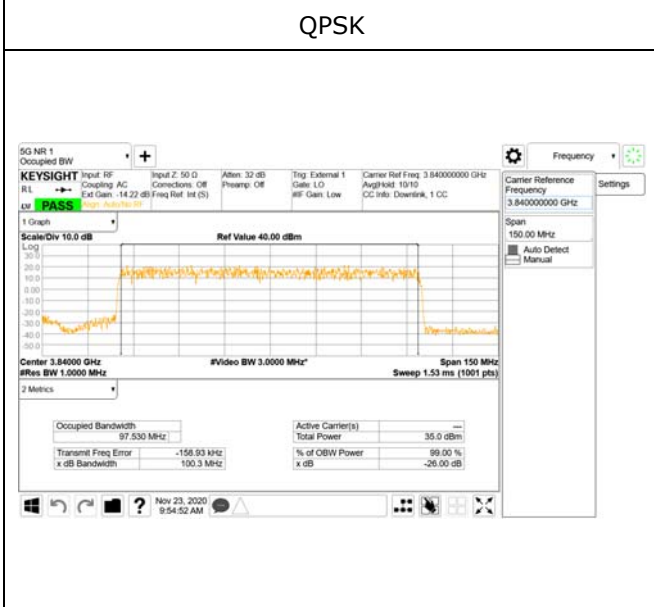 QPSK
5G NR 1
Occupied BW
Frequency
KEYSIGHT Input: RF Input Z: 50 Ω Atten: 32 dB Trig: External 1 Carrier Ref Freq: 3.840000000 GHz
RL Coupling: AC Corrections: Off Preamp: Off Gate: LO Avg|Hold: 10/10
Ext Gain: -14.22 dB Freq Ref: Int (S) #IF Gain: Low CC Info: Downlink, 1 CC
PASS Align: Auto/No RF
Carrier Reference
Frequency
3.840000000 GHz
Settings
Span
150.00 MHz
Auto Detect
Manual
1 Graph
Scale/Div 10.0 dB Ref Value 40.00 dBm
Log
30.0
20.0
10.0
0.00
-10.0
-20.0
-30.0
-40.0
-50.0
Center 3.84000 GHz #Video BW 3.0000 MHz* Span 150 MHz
#Res BW 1.0000 MHz Sweep 1.53 ms (1001 pts)
2 Metrics
Occupied Bandwidth
97.530 MHz
Transmit Freq Error -156.93 kHz
x dB Bandwidth 100.3 MHz
Active Carrier(s) ---
Total Power 35.0 dBm
% of OBW Power 99.00 %
x dB -26.00 dB
Nov 23, 2020
9:54:52 AM